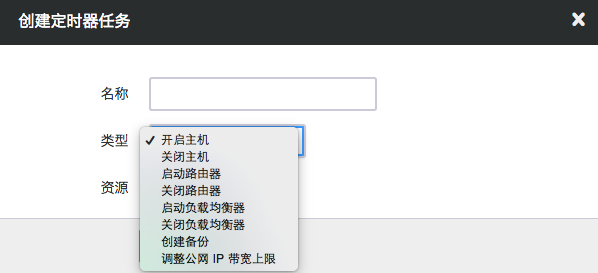 创建定时器任务
名称
类型
✓ 开启主机
关闭主机
启动路由器
关闭路由器
启动负载均衡器
关闭负载均衡器
创建备份
调整公网 IP 带宽上限
资源